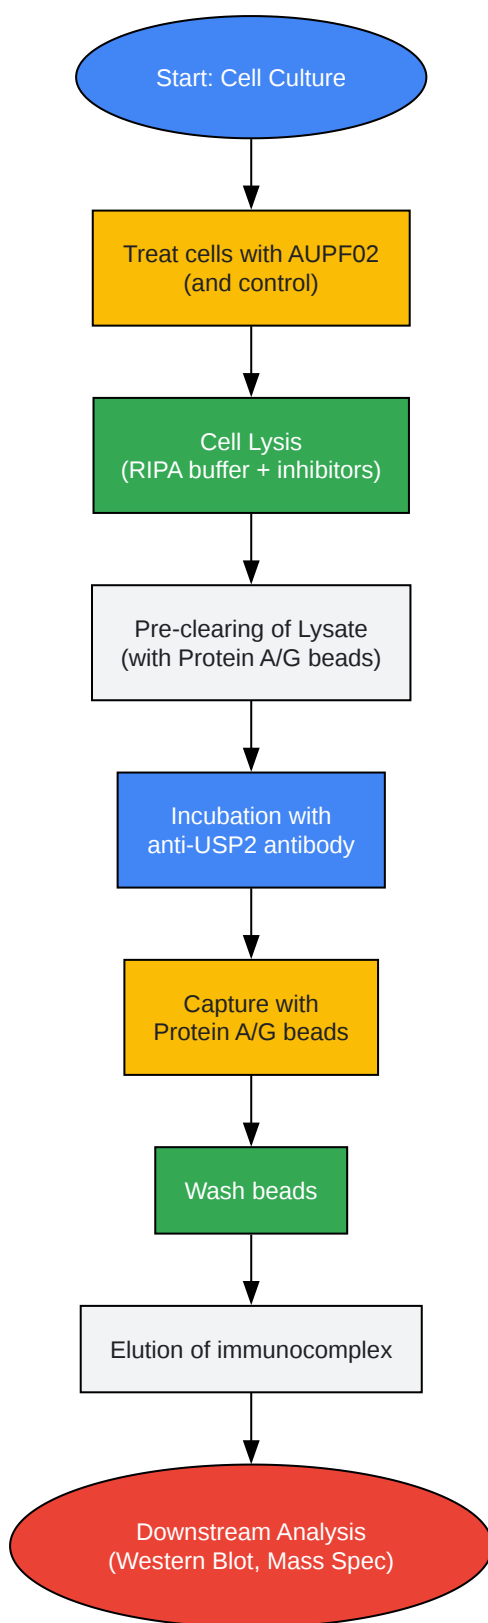 Start: Cell Culture
Treat cells with AUPF02
(and control)
Cell Lysis
(RIPA buffer + inhibitors)
Pre-clearing of Lysate
(with Protein A/G beads)
Incubation with
anti-USP2 antibody
Capture with
Protein A/G beads
Wash beads
Elution of immunocomplex
Downstream Analysis
(Western Blot, Mass Spec)